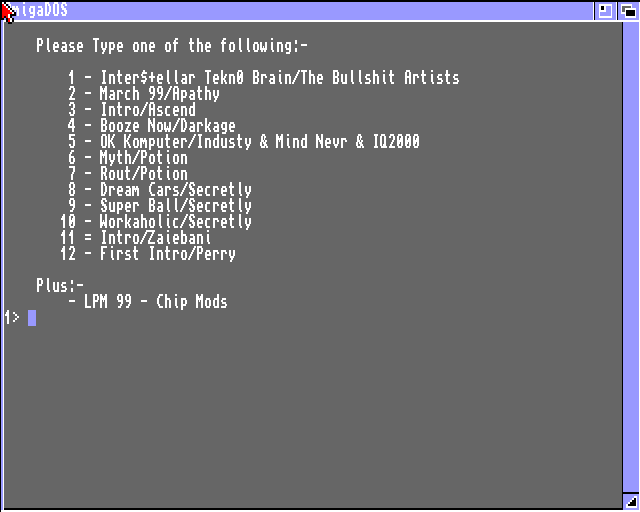 migaDOS
Please Type one of the following:-
1 - Inter$+ellar Tekn0 Brain/The Bullshit Artists
2 - March 99/Apathy
3 - Intro/Ascend
4 - Booze Now/Darkage
5 - OK Komputer/Industy & Mind Nevr & IQ2000
6 - Myth/Potion
7 - Rout/Potion
8 - Dream Cars/Secretly
9 - Super Ball/Secretly
10 - Workaholic/Secretly
11 = Intro/Zaiebani
12 - First Intro/Perry
Plus:-
- LPM 99 - Chip Mods
1>